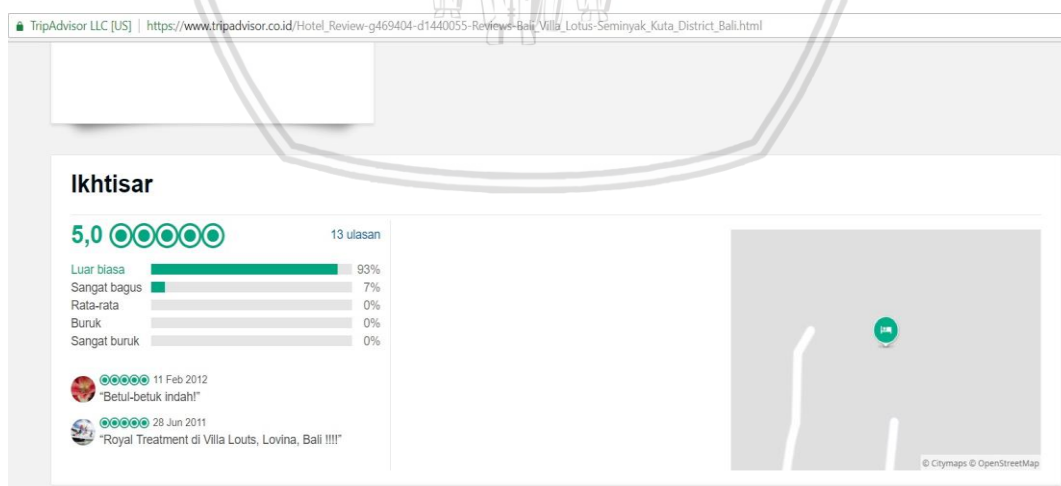 TripAdvisor LLC [US] | https://www.tripadvisor.co.id/Hotel_Review-g469404-d1440055-Reviews-Bali_Villa_Lotus-Seminyak_Kuta_District_Bali.html
Ikhtisar
5,0 13 ulasan
Luar biasa 93%
Sangat bagus 7%
Rata-rata 0%
Buruk 0%
Sangat buruk 0%
11 Feb 2012
“Betul-betuk indah!”
28 Jun 2011
“Royal Treatment di Villa Louts, Lovina, Bali !!!!”
© Citymaps © OpenStreetMap